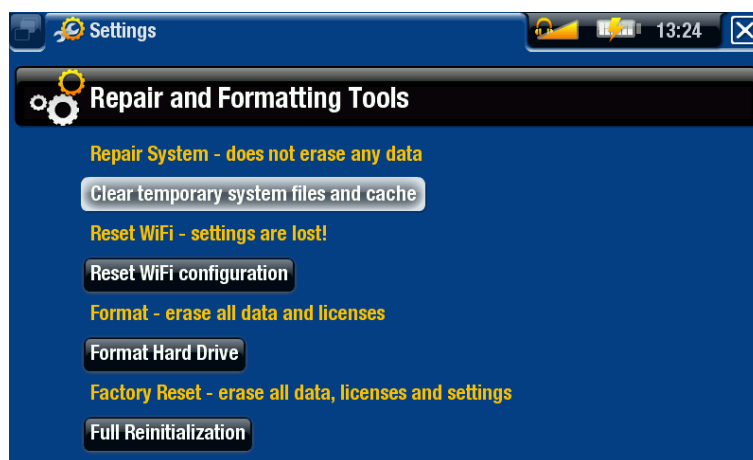 Settings
13:24
Repair and Formatting Tools
Repair System - does not erase any data
Clear temporary system files and cache
Reset WiFi - settings are lost!
Reset WiFi configuration
Format - erase all data and licenses
Format Hard Drive
Factory Reset - erase all data, licenses and settings
Full Reinitialization